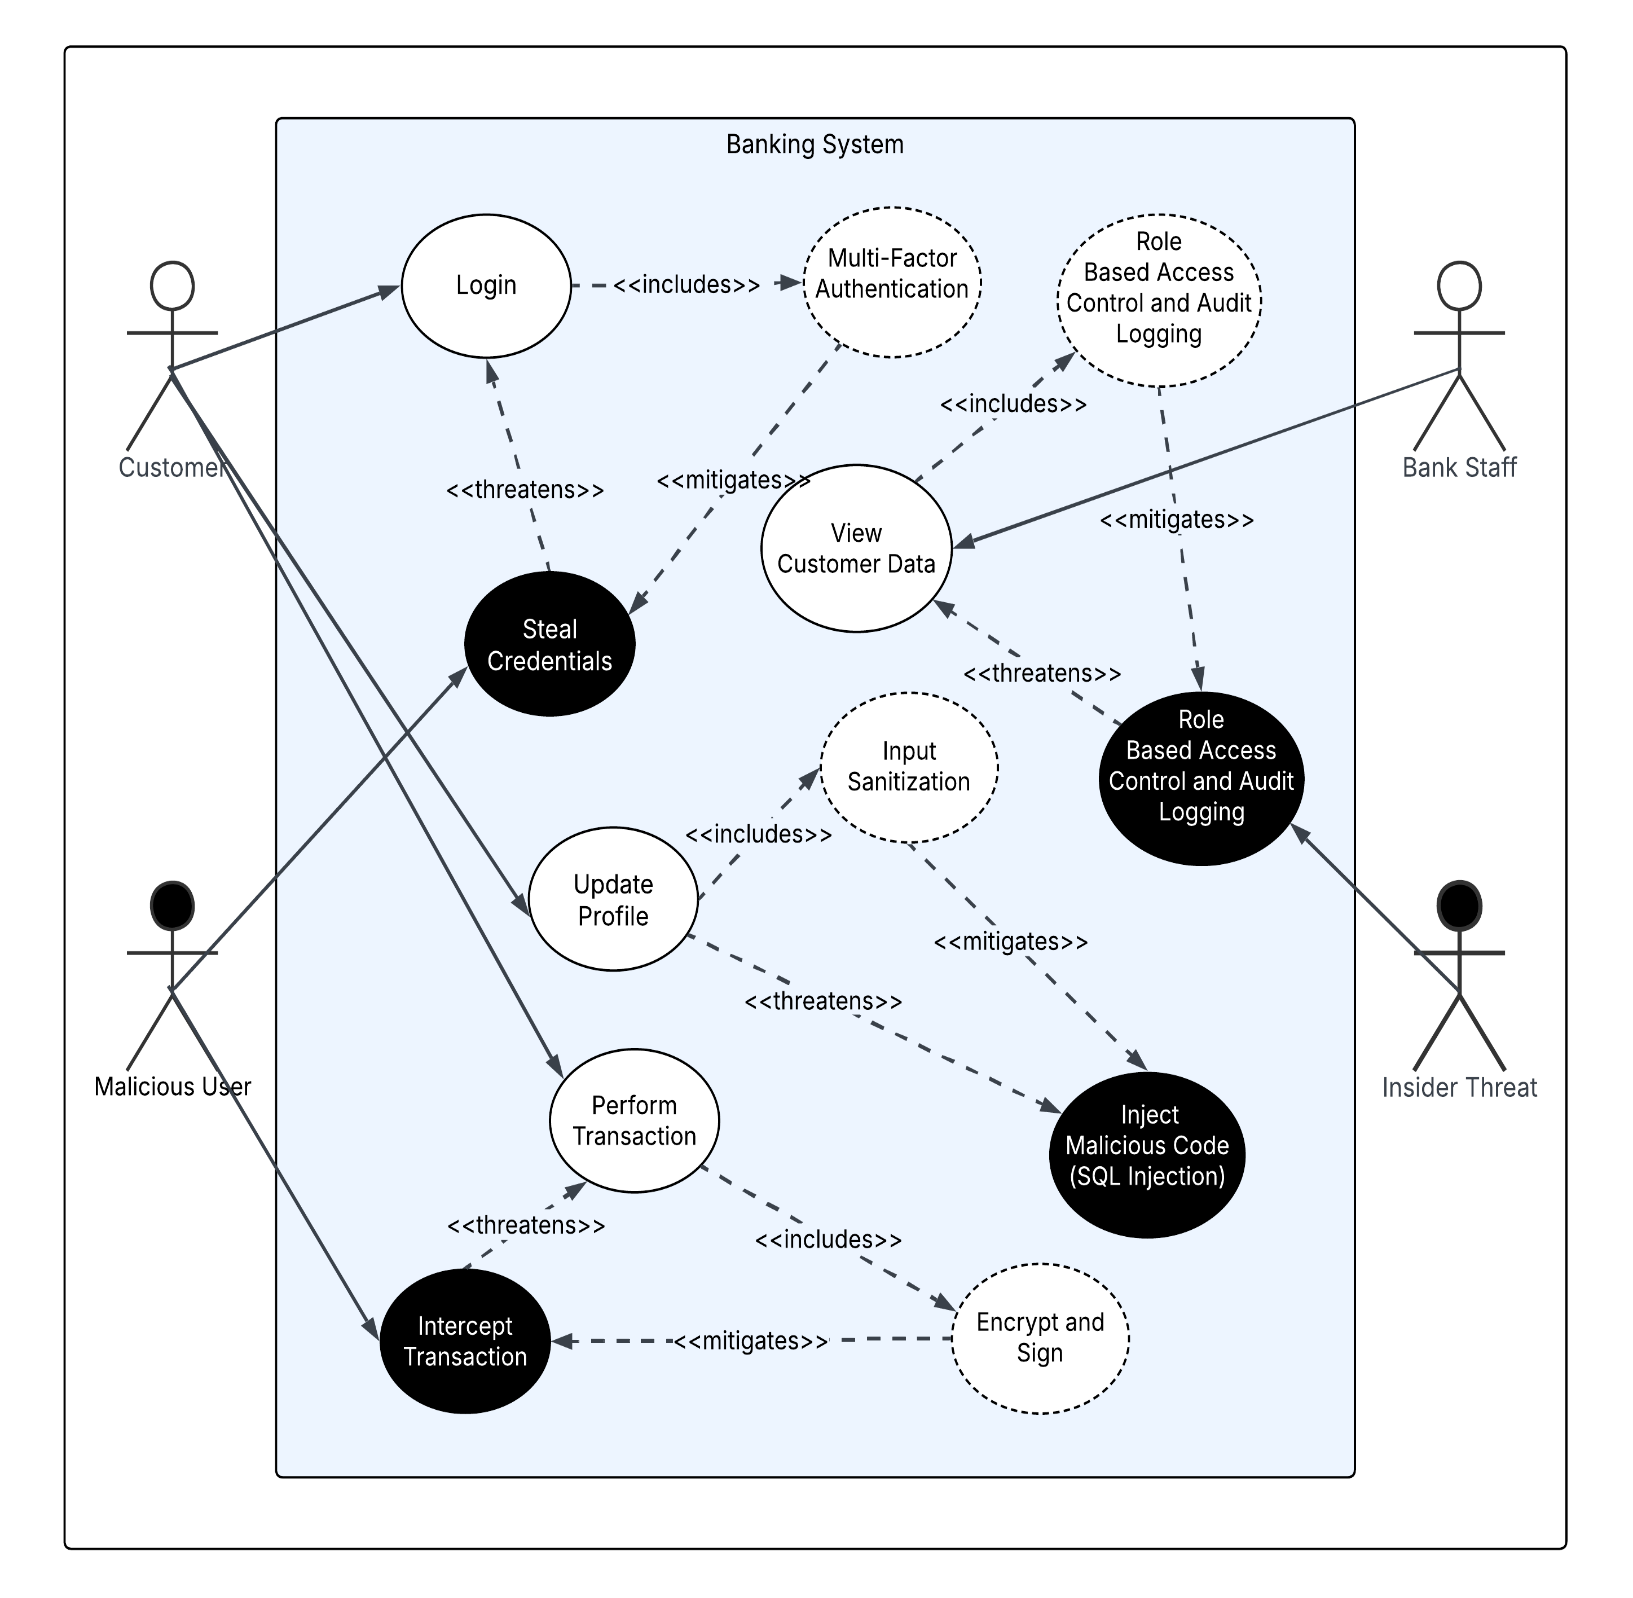 Banking System
Login
<<includes>>
Multi-Factor
Authentication
Role
Based Access
Control and Audit
Logging
<<includes>>
Customer
Bank Staff
<<threatens>>
<<mitigates>>
<<mitigates>>
View
Customer Data
Steal
Credentials
<<threatens>>
Role
Based Access
Control and Audit
Logging
Input
Sanitization
<<includes>>
Update
Profile
<<mitigates>>
<<threatens>>
Malicious User
Insider Threat
Perform
Transaction
Inject
Malicious Code
(SQL Injection)
<<threatens>>
<<includes>>
Intercept
Transaction
<<mitigates>>
Encrypt and
Sign